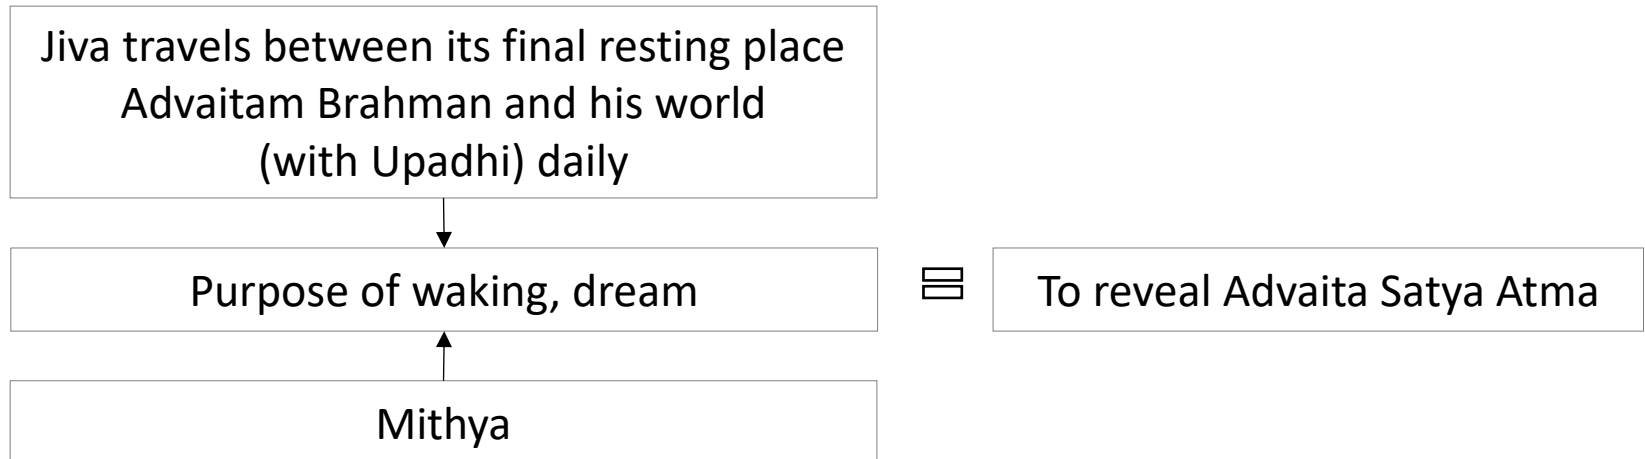 Jiva travels between its final resting place
Advaitam Brahman and his world
(with Upadhi) daily
Purpose of waking, dream
=
To reveal Advaita Satya Atma
Mithya